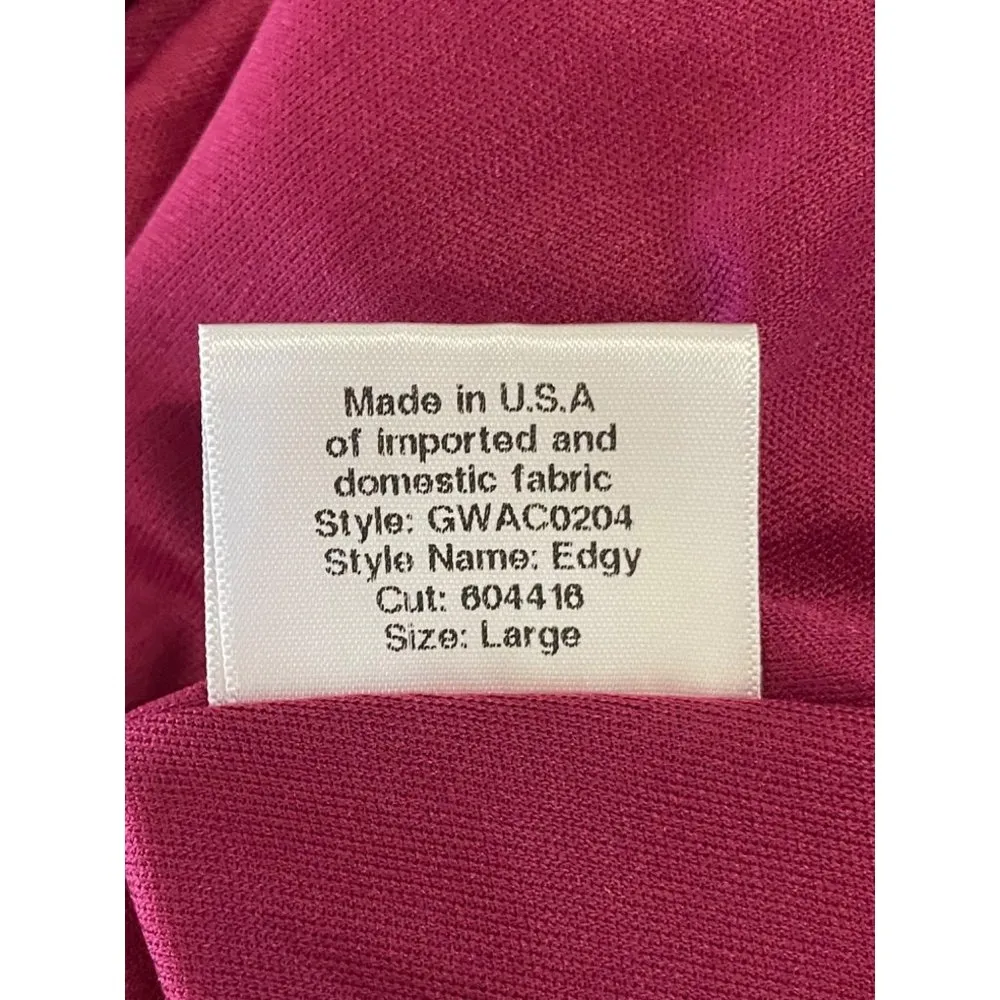 Made in U.S.A
of imported and
domestic fabric
Style: GWAC0204
Style Name: Edgy
Cut: 604416
Size: Large